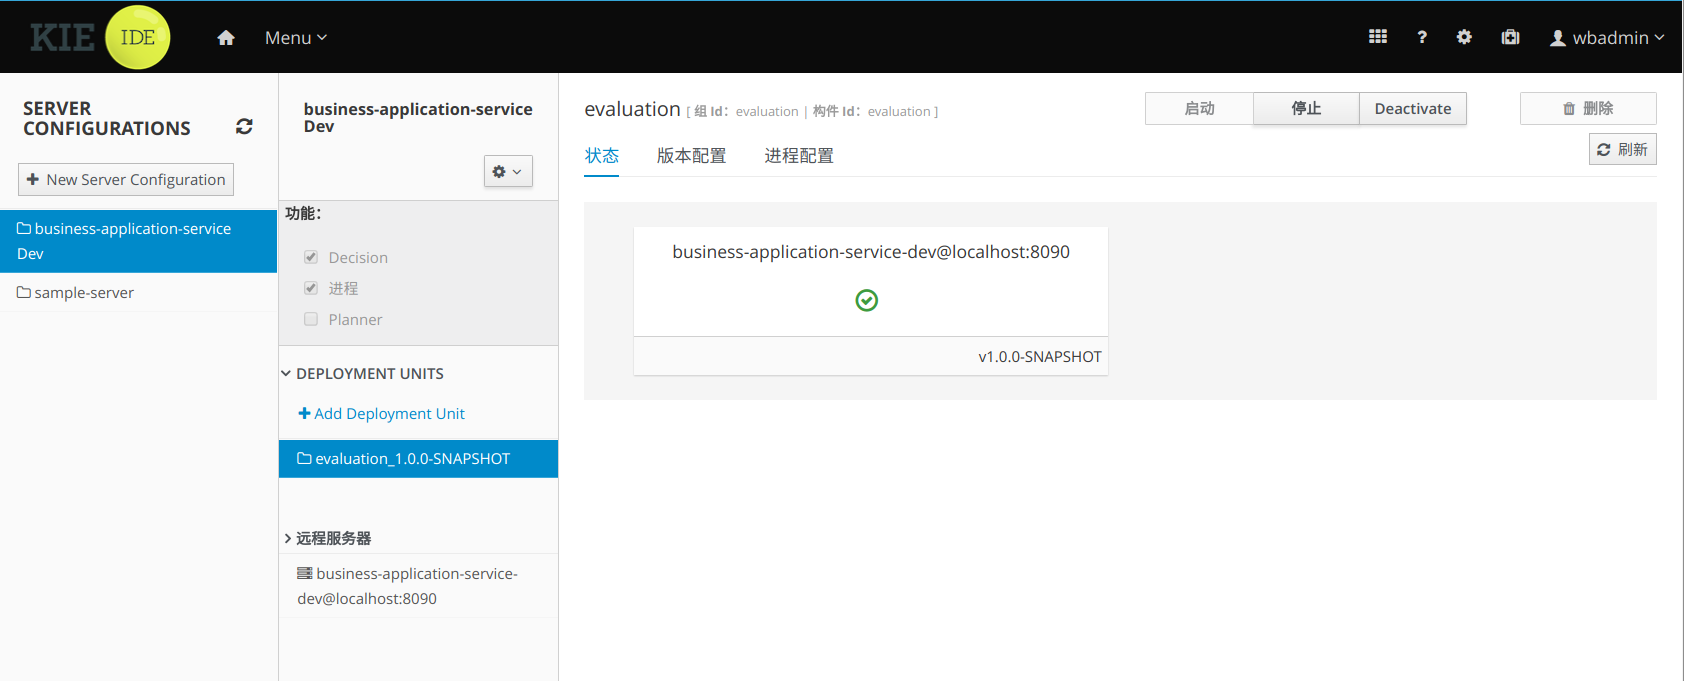 KIE IDE
Menu
?
wbadmin
SERVER
CONFIGURATIONS
New Server Configuration
business-application-service
Dev
sample-server
business-application-service
Dev
功能：
Decision
进程
Planner
DEPLOYMENT UNITS
Add Deployment Unit
evaluation_1.0.0-SNAPSHOT
远程服务器
business-application-service-
dev@localhost:8090
evaluation [ 组 Id： evaluation | 构件 Id： evaluation ]
启动 停止 Deactivate 删除
刷新
状态 版本配置 进程配置
business-application-service-dev@localhost:8090
v1.0.0-SNAPSHOT